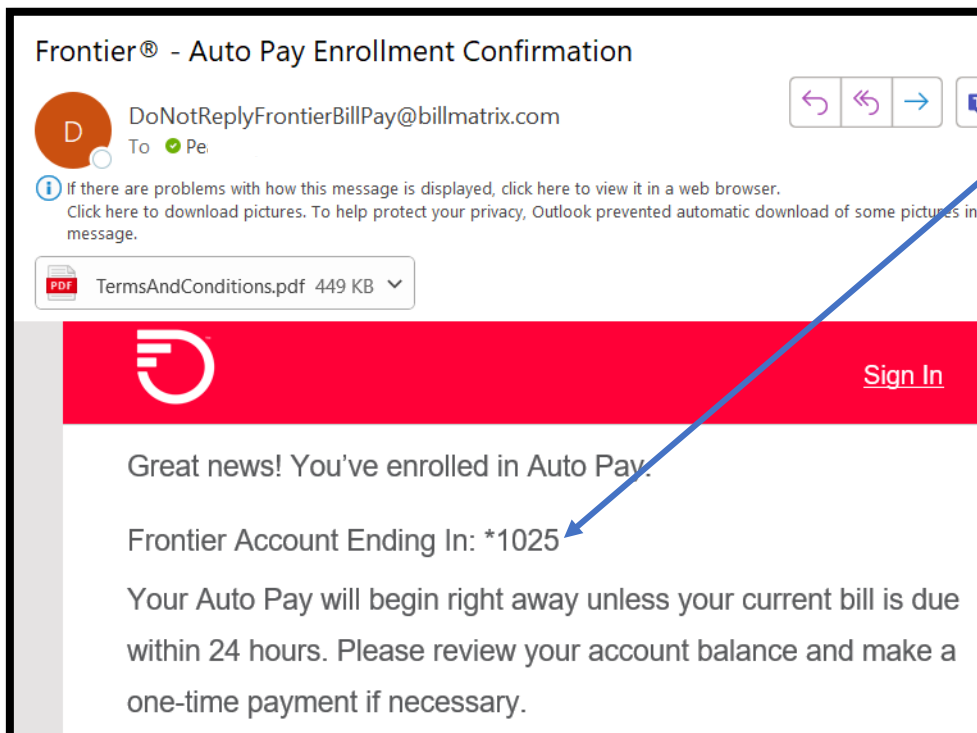 Frontier® - Auto Pay Enrollment Confirmation
D
DoNotReplyFrontierBillPay@billmatrix.com
To Pe
If there are problems with how this message is displayed, click here to view it in a web browser.
Click here to download pictures. To help protect your privacy, Outlook prevented automatic download of some pictures in
message.
PDF TermsAndConditions.pdf 449 KB
Sign In
Great news! You've enrolled in Auto Pay.
Frontier Account Ending In: *1025
Your Auto Pay will begin right away unless your current bill is due
within 24 hours. Please review your account balance and make a
one-time payment if necessary.